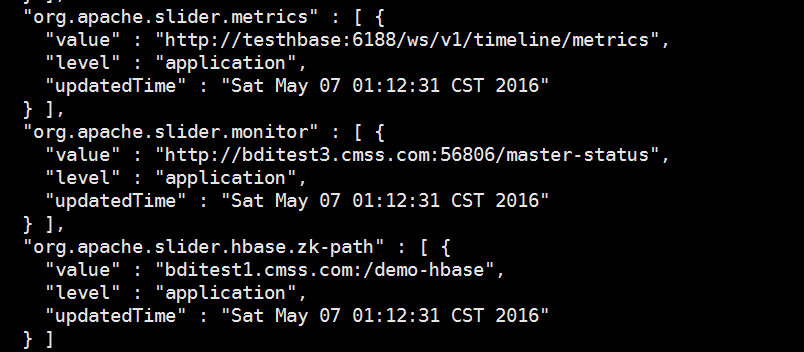 "org.apache.slider.metrics" : [ {
"value" : "http://testhbase:6188/ws/v1/timeline/metrics",
"level" : "application",
"updatedTime" : "Sat May 07 01:12:31 CST 2016"
} ],
"org.apache.slider.monitor" : [ {
"value" : "http://bditest3.cmss.com:56806/master-status",
"level" : "application",
"updatedTime" : "Sat May 07 01:12:31 CST 2016"
} ],
"org.apache.slider.hbase.zk-path" : [ {
"value" : "bditest1.cmss.com:/demo-hbase",
"level" : "application",
"updatedTime" : "Sat May 07 01:12:31 CST 2016"
} ]